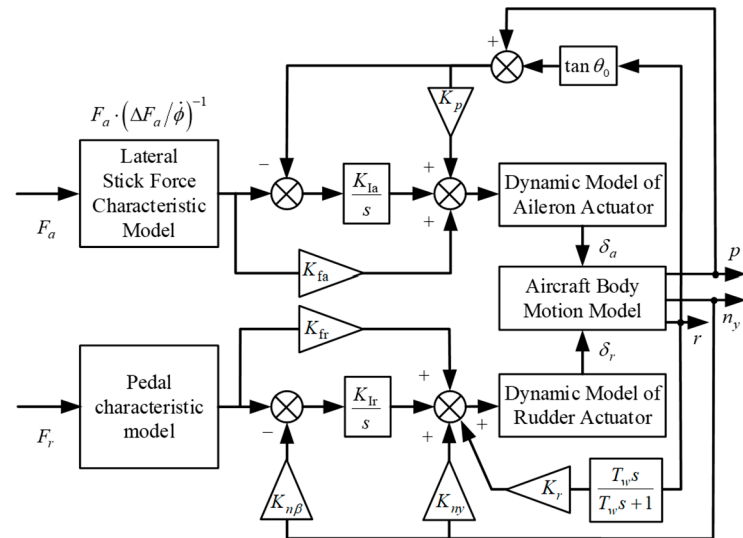 +
tan θ₀
K_p
F_a · (ΔF_a/φ̇)⁻¹
Lateral
Stick Force
Characteristic
Model
F_a
−
K_Ia
s
+
+
Dynamic Model of
Aileron Actuator
δ_a
p
K_fa
Aircraft Body
Motion Model
n_y
r
K_fr
δ_r
Pedal
characteristic
model
F_r
−
K_Ir
s
+
+
+
+
Dynamic Model of
Rudder Actuator
K_nβ
K_ny
K_r
T_w s
T_w s + 1